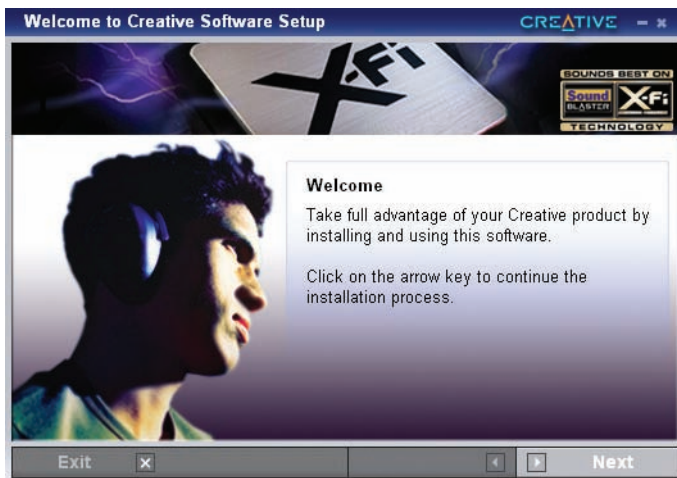 Welcome to Creative Software Setup
CREATIVE
X-Fi
SOUNDS BEST ON
Sound BLASTER X-Fi
TECHNOLOGY
Welcome
Take full advantage of your Creative product by
installing and using this software.
Click on the arrow key to continue the
installation process.
Exit
Next